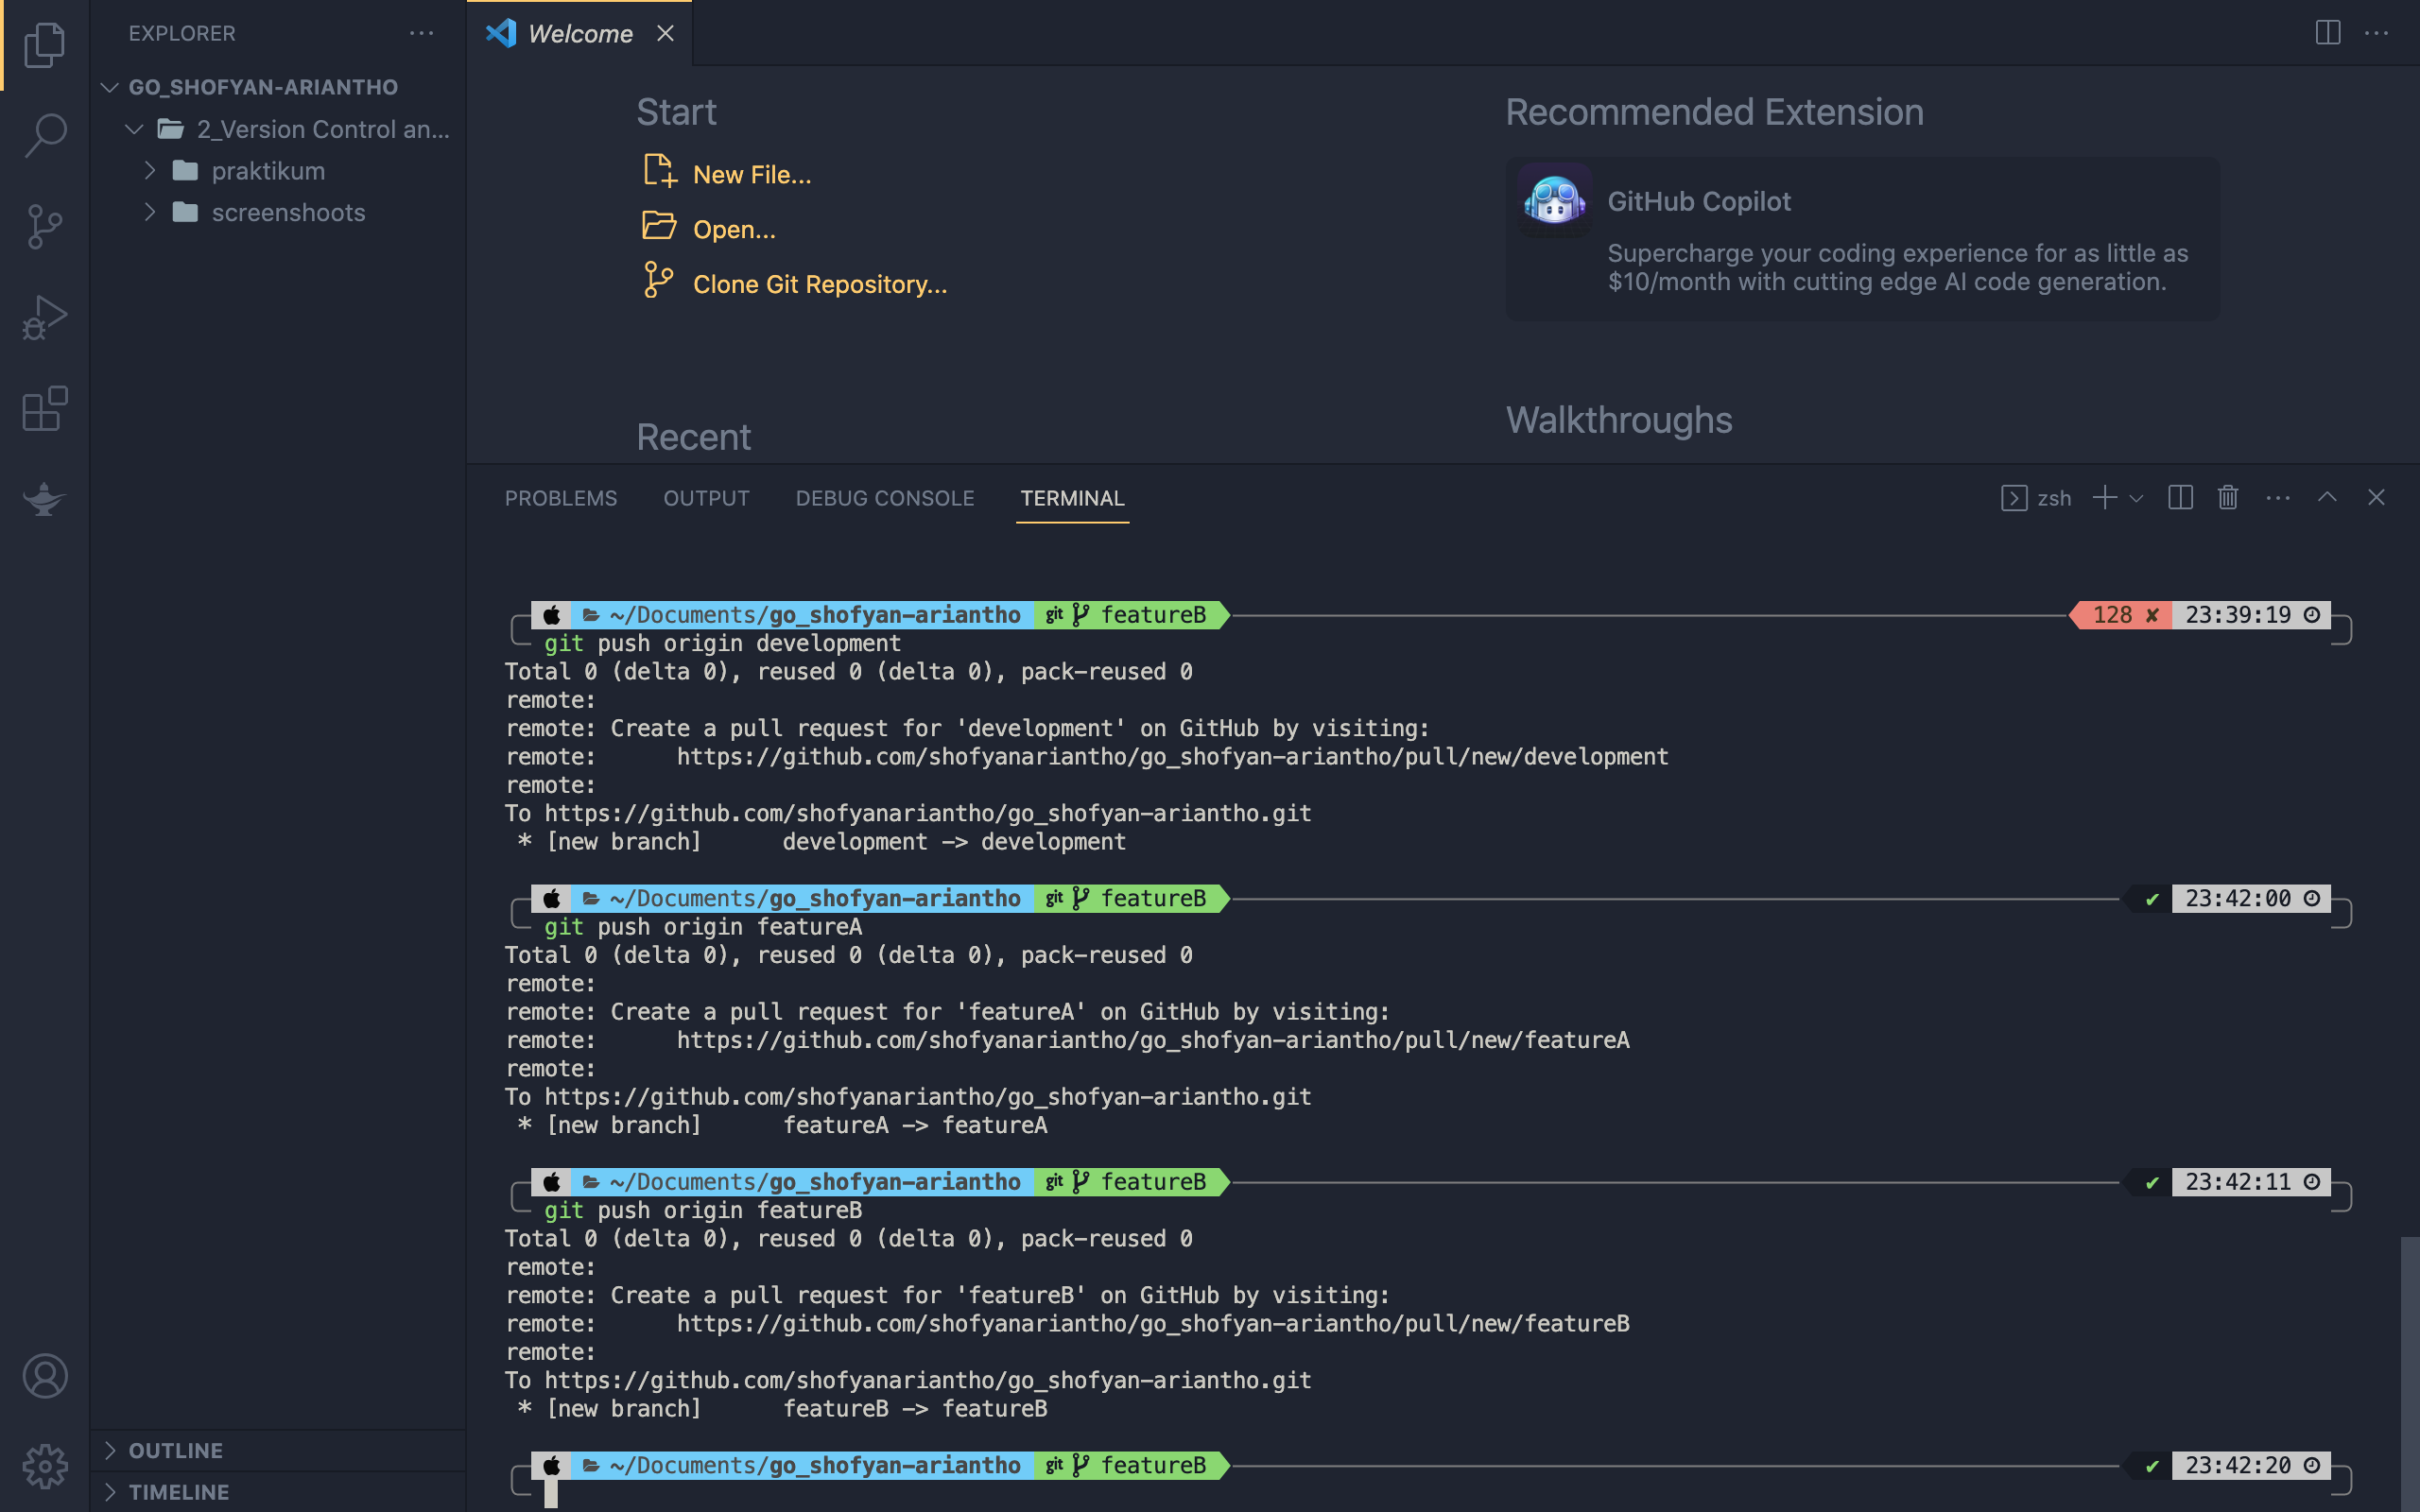 EXPLORER
GO_SHOFYAN-ARIANTHO
2_Version Control an...
praktikum
screenshoots
OUTLINE
TIMELINE
Welcome
Start
New File...
Open...
Clone Git Repository...
Recent
Recommended Extension
GitHub Copilot
Supercharge your coding experience for as little as
$10/month with cutting edge AI code generation.
Walkthroughs
PROBLEMS OUTPUT DEBUG CONSOLE TERMINAL zsh
~/Documents/go_shofyan-ariantho git featureB 128 ✘ 23:39:19
git push origin development
Total 0 (delta 0), reused 0 (delta 0), pack-reused 0
remote:
remote: Create a pull request for 'development' on GitHub by visiting:
remote:      https://github.com/shofyanariantho/go_shofyan-ariantho/pull/new/development
remote:
To https://github.com/shofyanariantho/go_shofyan-ariantho.git
 * [new branch]      development -> development
~/Documents/go_shofyan-ariantho git featureB ✔ 23:42:00
git push origin featureA
Total 0 (delta 0), reused 0 (delta 0), pack-reused 0
remote:
remote: Create a pull request for 'featureA' on GitHub by visiting:
remote:      https://github.com/shofyanariantho/go_shofyan-ariantho/pull/new/featureA
remote:
To https://github.com/shofyanariantho/go_shofyan-ariantho.git
 * [new branch]      featureA -> featureA
~/Documents/go_shofyan-ariantho git featureB ✔ 23:42:11
git push origin featureB
Total 0 (delta 0), reused 0 (delta 0), pack-reused 0
remote:
remote: Create a pull request for 'featureB' on GitHub by visiting:
remote:      https://github.com/shofyanariantho/go_shofyan-ariantho/pull/new/featureB
remote:
To https://github.com/shofyanariantho/go_shofyan-ariantho.git
 * [new branch]      featureB -> featureB
~/Documents/go_shofyan-ariantho git featureB ✔ 23:42:20